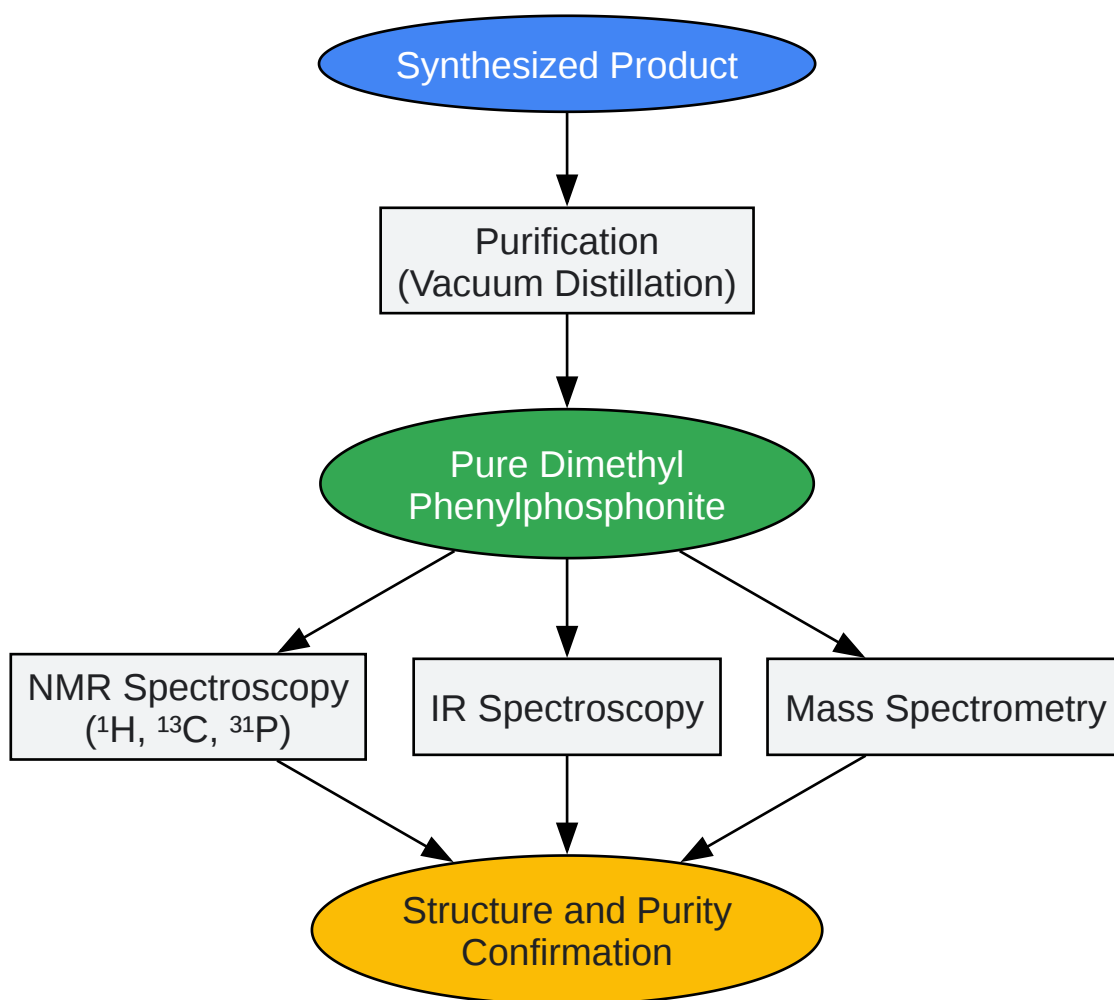 Synthesized Product
Purification
(Vacuum Distillation)
Pure Dimethyl
Phenylphosphonite
NMR Spectroscopy
(¹H, ¹³C, ³¹P)
IR Spectroscopy
Mass Spectrometry
Structure and Purity
Confirmation